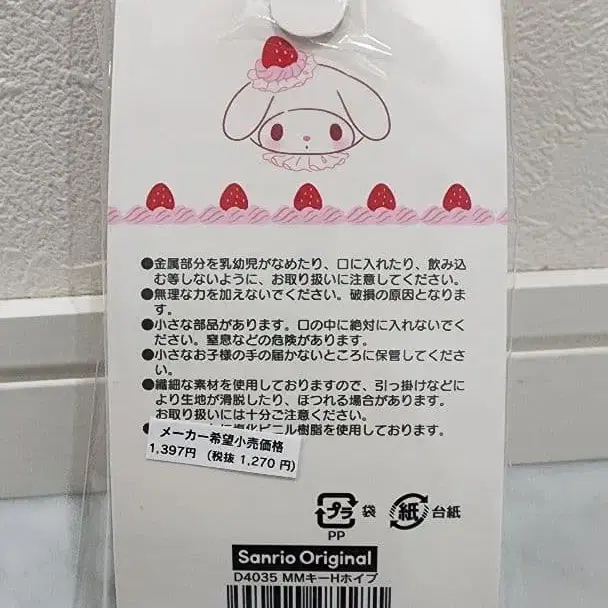 ●金属部分を乳幼児がなめたり、口に入れたり、飲み込
む等しないように、お取り扱いに注意してください。
●無理な力を加えないでください。破損の原因となりま
す。
●小さな部品があります。口の中に絶対に入れないでく
ださい。窒息などの危険があります。
●小さなお子様の手の届かないところに保管してくださ
い。
●繊細な素材を使用しておりますので、引っ掛けなどに
より生地が滑脱したり、ほつれる場合があります。
お取り扱いには十分ご注意ください。
塩化ビニル樹脂を使用しております。
メーカー希望小売価格
1,397円 (税抜 1,270 円)
プラ 袋 紙 台紙
PP
Sanrio Original
D4035 MMキーHホイプ